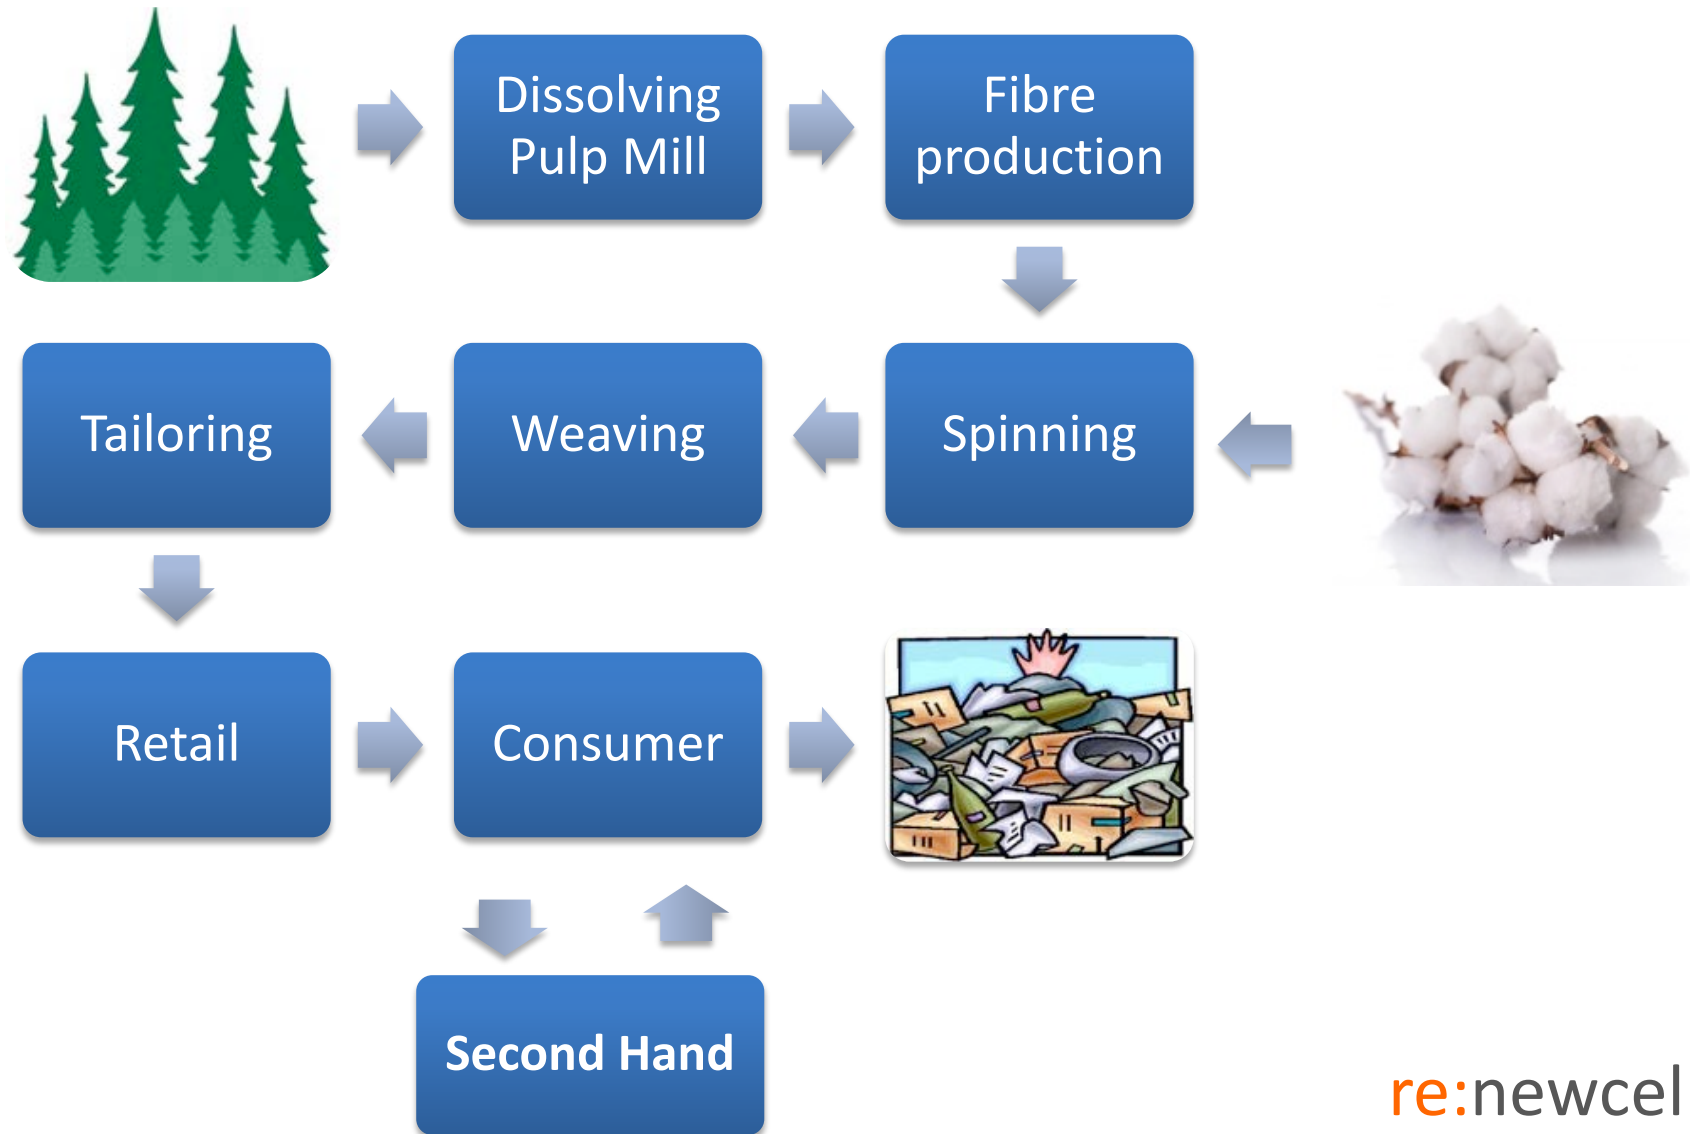 Dissolving
Pulp Mill
Fibre
production
Tailoring
Weaving
Spinning
Retail
Consumer
Second Hand
re:newcel